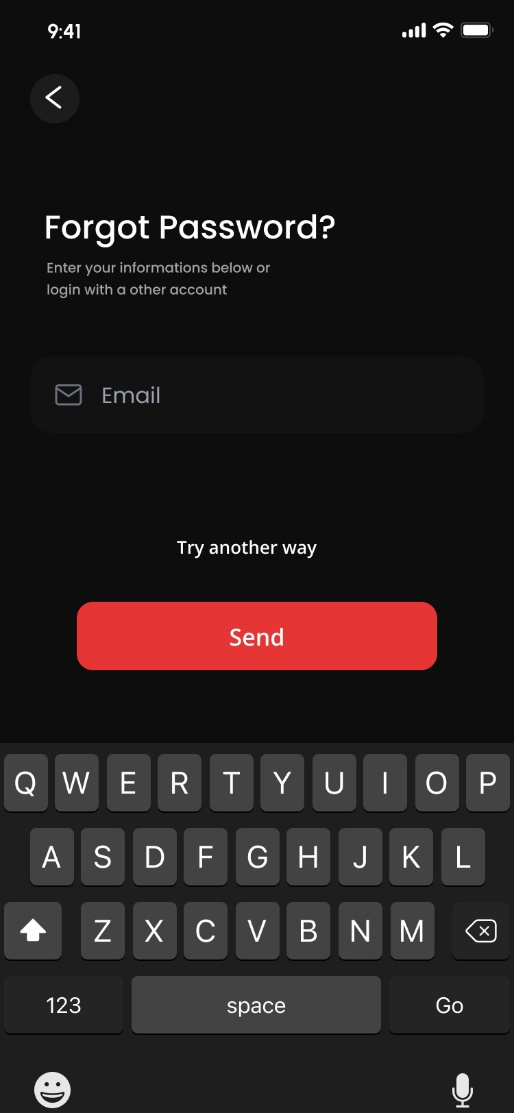 9:41
Forgot Password?
Enter your informations below or
login with a other account
Email
Try another way
Send
Q W E R T Y U I O P
A S D F G H J K L
Z X C V B N M
123 space Go